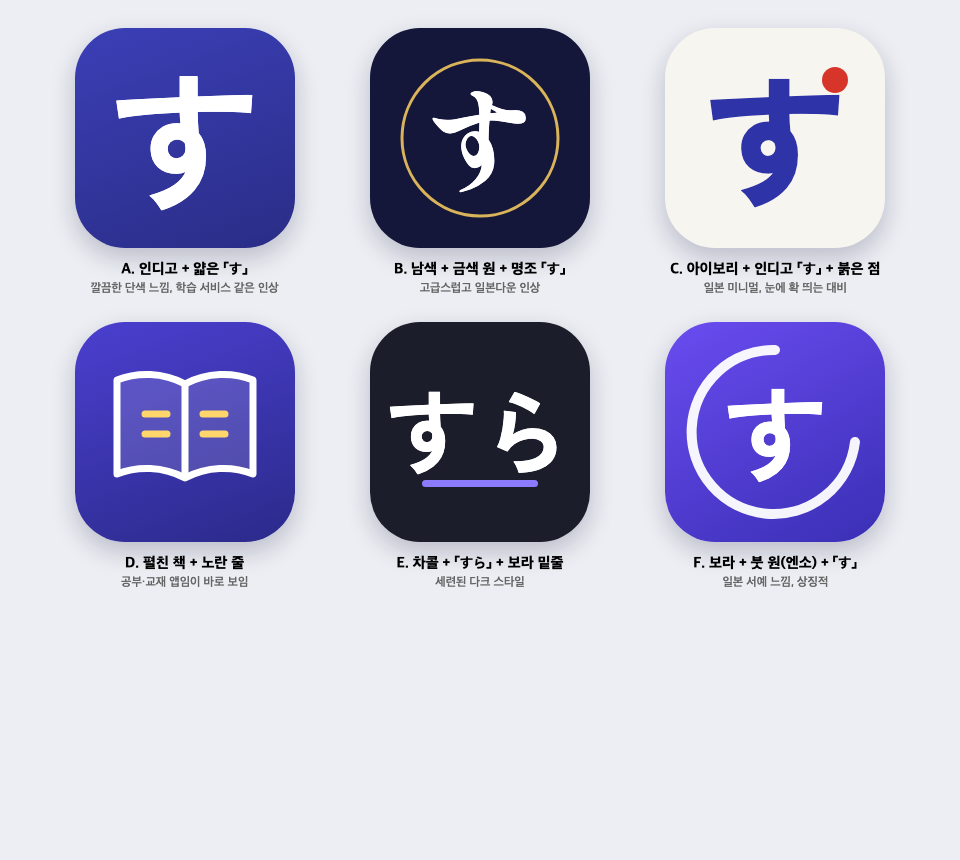 す
す
す
A. 인디고 + 얇은 「す」
깔끔한 단색 느낌, 학습 서비스 같은 인상
B. 남색 + 금색 원 + 명조 「す」
고급스럽고 일본다운 인상
C. 아이보리 + 인디고 「す」 + 붉은 점
일본 미니멀, 눈에 확 띄는 대비
すら
す
D. 펼친 책 + 노란 줄
공부·교재 앱임이 바로 보임
E. 차콜 + 「すら」 + 보라 밑줄
세련된 다크 스타일
F. 보라 + 붓 원(엔소) + 「す」
일본 서예 느낌, 상징적